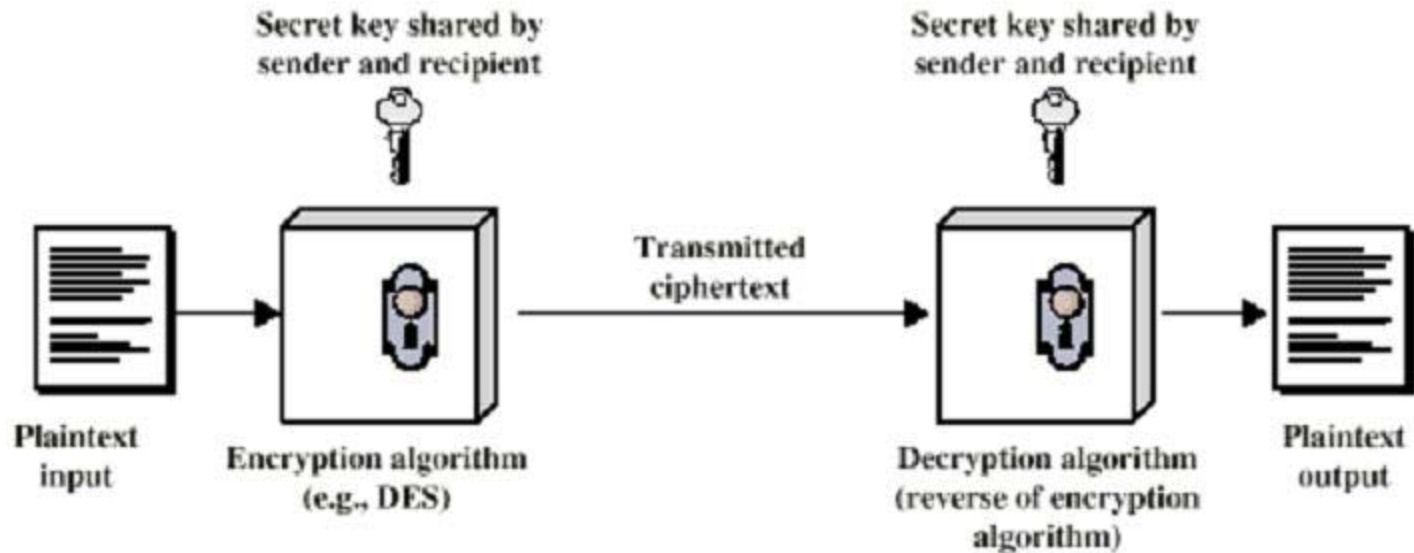 Secret key shared by
sender and recipient
Secret key shared by
sender and recipient
Transmitted
ciphertext
Plaintext
input
Encryption algorithm
(e.g., DES)
Decryption algorithm
(reverse of encryption
algorithm)
Plaintext
output